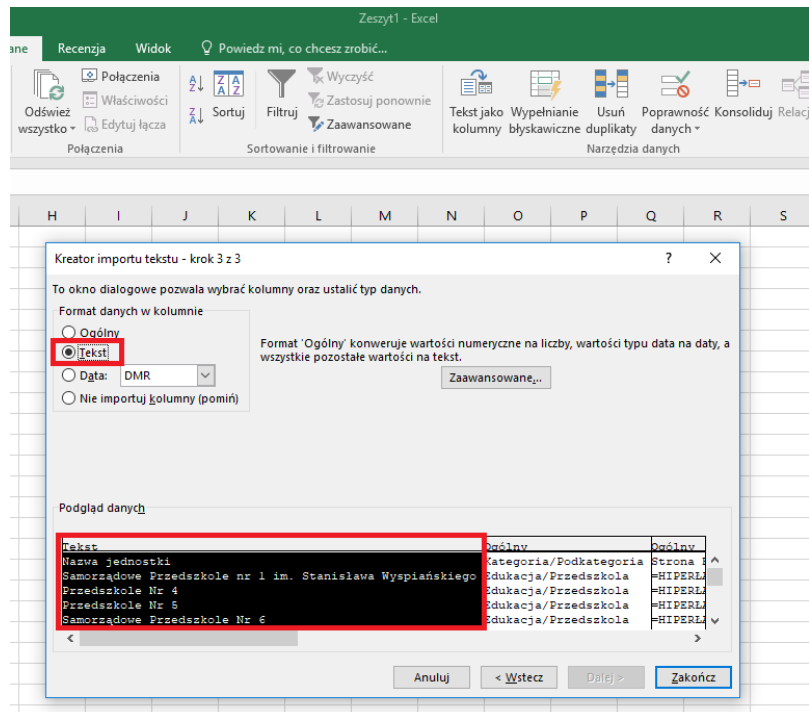 Zeszyt1 - Excel
ane Recenzja Widok Powiedz mi, co chcesz zrobić...
Odśwież wszystko
Połączenia
Właściwości
Edytuj łącza
Sortuj
Filtruj
Wyczyść
Zastosuj ponownie
Zaawansowane
Tekst jako kolumny
Wypełnianie błyskawiczne
Usuń duplikaty
Poprawność danych
Konsoliduj
Relacj
Połączenia Sortowanie i filtrowanie Narzędzia danych
H I J K L M N O P Q R S
Kreator importu tekstu - krok 3 z 3 ?
To okno dialogowe pozwala wybrać kolumny oraz ustalić typ danych.
Format danych w kolumnie
Ogólny
Tekst
Data: DMR
Nie importuj kolumny (pomiń)
Format 'Ogólny' konweruje wartości numeryczne na liczby, wartości typu data na daty, a
wszystkie pozostałe wartości na tekst.
Zaawansowane...
Podgląd danych
Tekst Ogólny Ogólny
Nazwa jednostki Kategoria/Podkategoria Strona
Samorządowe Przedszkole nr 1 im. Stanisława Wyspiańskiego Edukacja/Przedszkola =HIPERŁ
Przedszkole Nr 4 Edukacja/Przedszkola =HIPERŁ
Przedszkole Nr 5 Edukacja/Przedszkola =HIPERŁ
Samorządowe Przedszkole Nr 6 Edukacja/Przedszkola =HIPERŁ
Anuluj < Wstecz Dalej > Zakończ